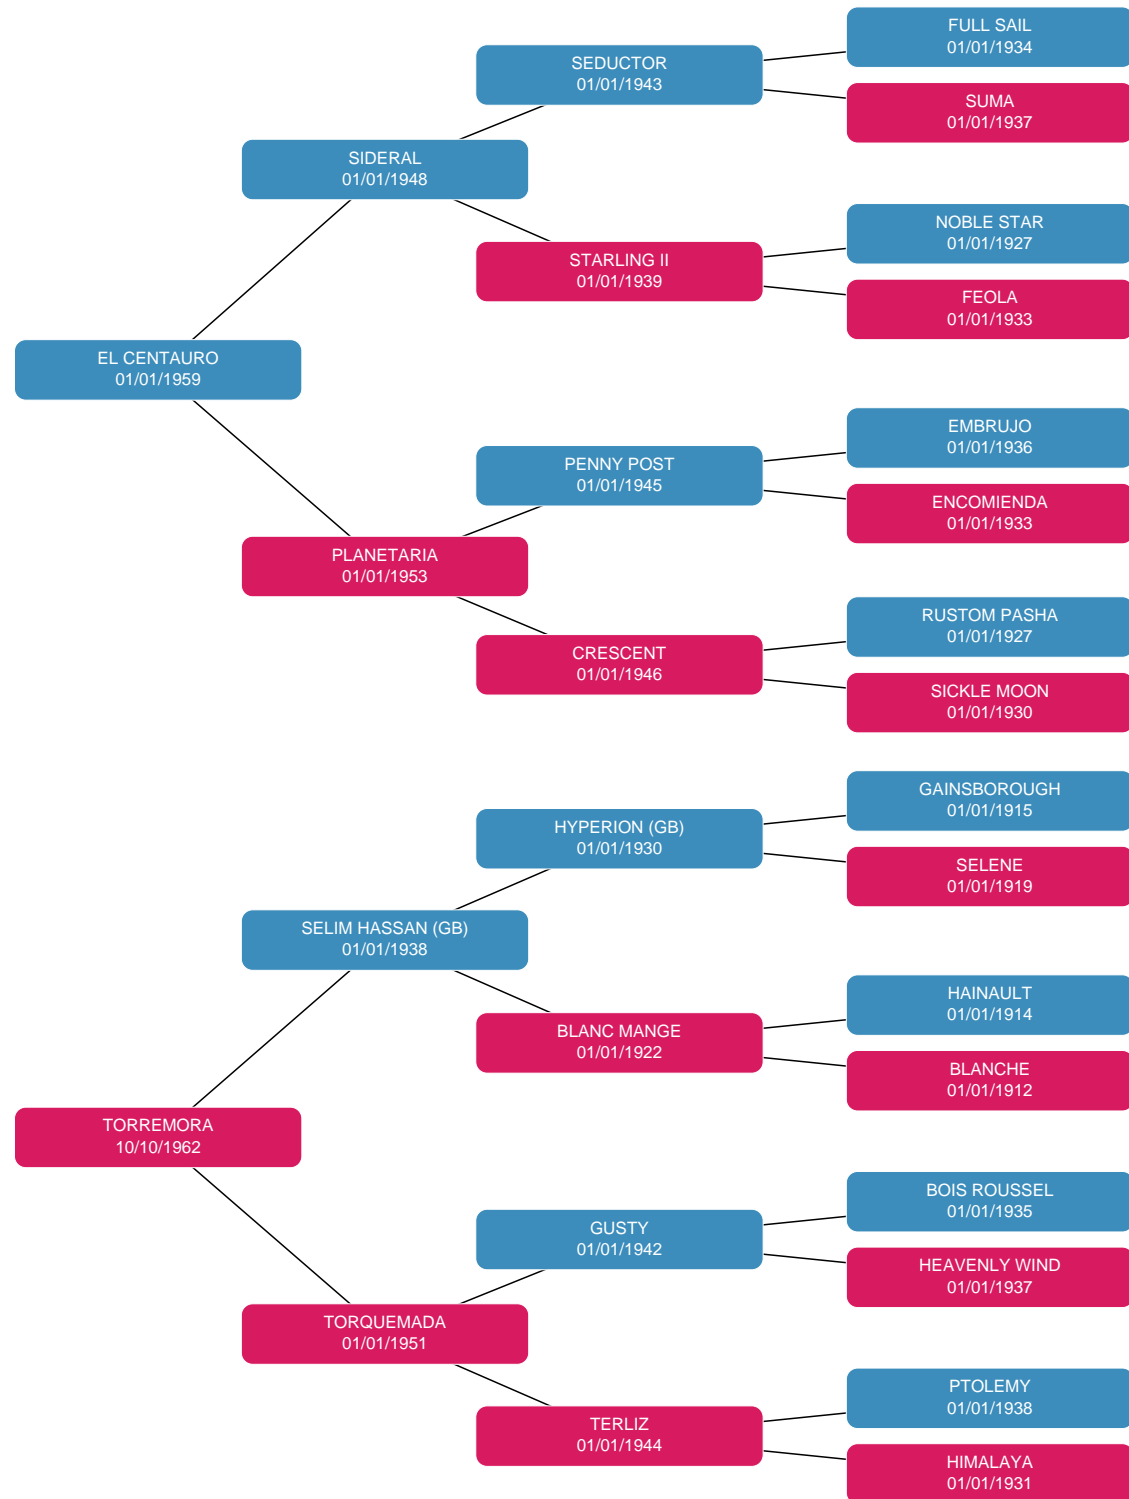 FULL SAIL
01/01/1934
SEDUCTOR
01/01/1943
SUMA
01/01/1937
SIDERAL
01/01/1948
NOBLE STAR
01/01/1927
STARLING II
01/01/1939
FEOLA
01/01/1933
EL CENTAURO
01/01/1959
EMBRUJO
01/01/1936
PENNY POST
01/01/1945
ENCOMIENDA
01/01/1933
PLANETARIA
01/01/1953
RUSTOM PASHA
01/01/1927
CRESCENT
01/01/1946
SICKLE MOON
01/01/1930
GAINSBOROUGH
01/01/1915
HYPERION (GB)
01/01/1930
SELENE
01/01/1919
SELIM HASSAN (GB)
01/01/1938
HAINAULT
01/01/1914
BLANC MANGE
01/01/1922
BLANCHE
01/01/1912
TORREMORA
10/10/1962
BOIS ROUSSEL
01/01/1935
GUSTY
01/01/1942
HEAVENLY WIND
01/01/1937
TORQUEMADA
01/01/1951
PTOLEMY
01/01/1938
TERLIZ
01/01/1944
HIMALAYA
01/01/1931